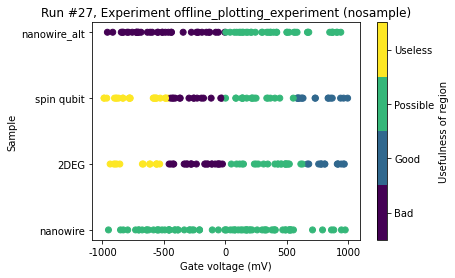 Run #27, Experiment offline_plotting_experiment (nosample)
nanowire_alt
spin qubit
2DEG
nanowire
Sample
-1000 -500 0 500 1000
Gate voltage (mV)
Useless
Possible
Good
Bad
Usefulness of region